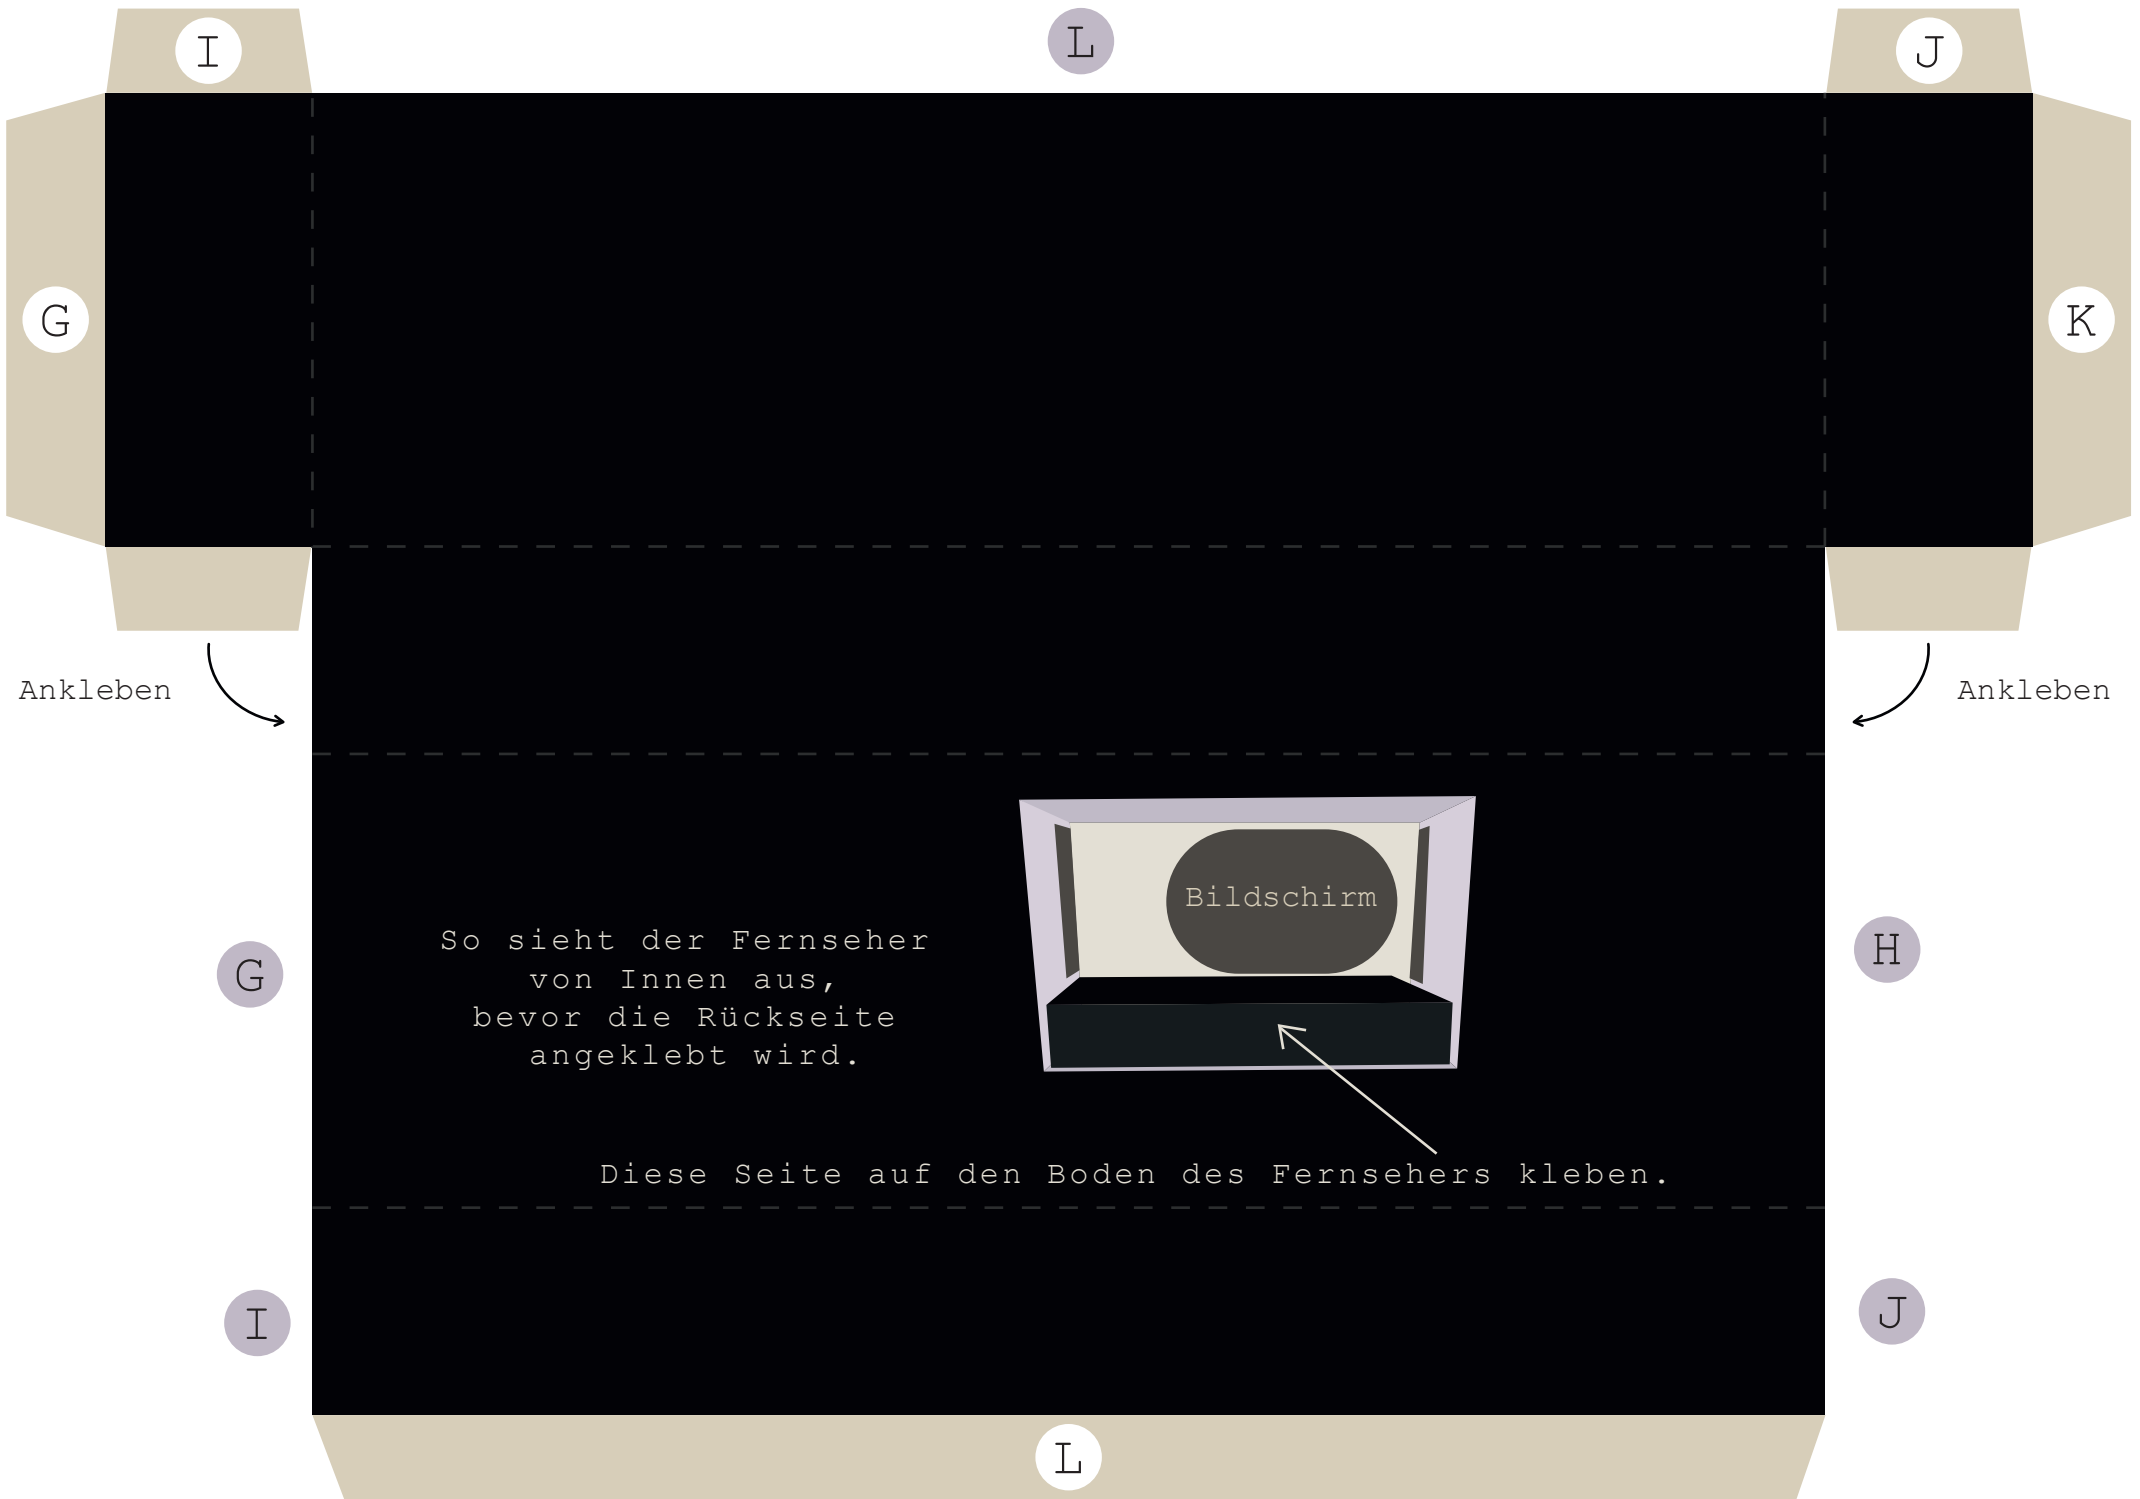 I
L
J
G
K
Ankleben
Ankleben
Bildschirm
So sieht der Fernseher
von Innen aus,
bevor die Rückseite
angeklebt wird.
G
H
Diese Seite auf den Boden des Fernsehers kleben.
I
J
L